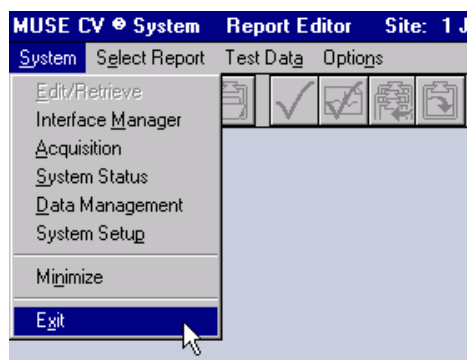 MUSE CV ® System Report Editor Site: 1 J
System Select Report Test Data Options
Edit/Retrieve
Interface Manager
Acquisition
System Status
Data Management
System Setup
Minimize
Exit